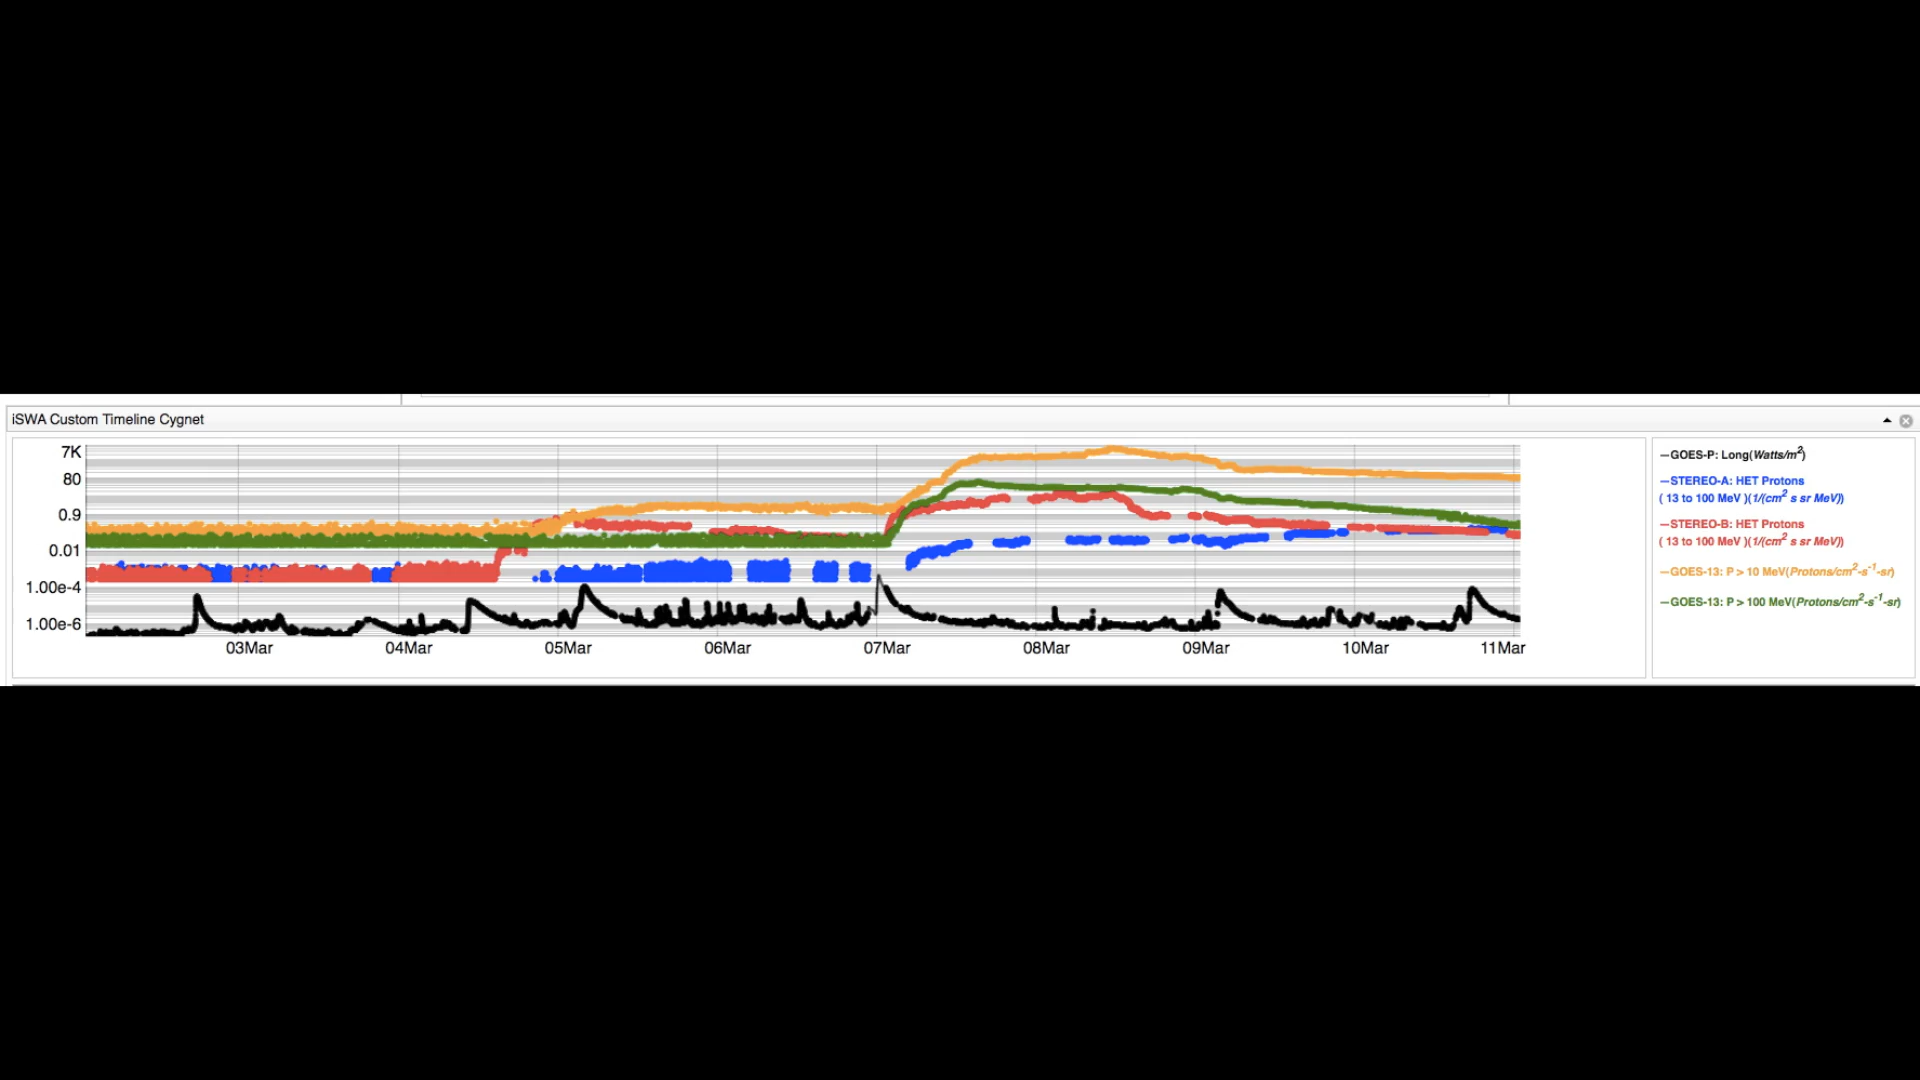 iSWA Custom Timeline Cygnet
7K
80
0.9
0.01
1.00e-4
1.00e-6
03Mar 04Mar 05Mar 06Mar 07Mar 08Mar 09Mar 10Mar 11Mar
—GOES-P: Long(Watts/m²)
—STEREO-A: HET Protons
( 13 to 100 MeV )(1/(cm² s sr MeV))
—STEREO-B: HET Protons
( 13 to 100 MeV )(1/(cm² s sr MeV))
—GOES-13: P > 10 MeV(Protons/cm²-s⁻¹-sr)
—GOES-13: P > 100 MeV(Protons/cm²-s⁻¹-sr)